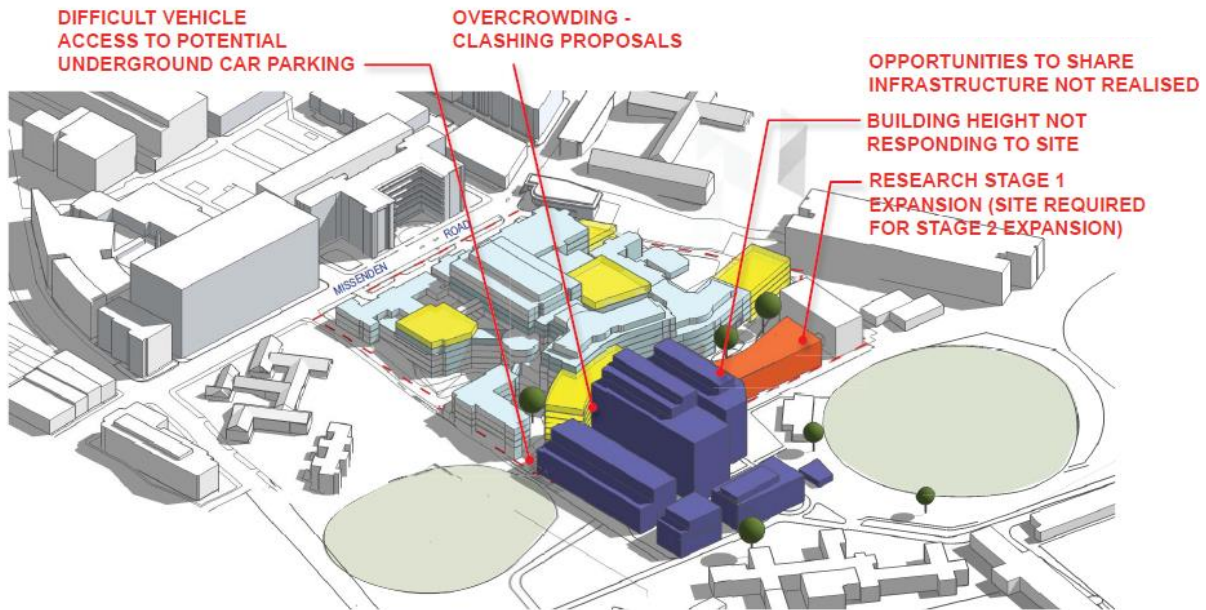 DIFFICULT VEHICLE
ACCESS TO POTENTIAL
UNDERGROUND CAR PARKING
OVERCROWDING -
CLASHING PROPOSALS
OPPORTUNITIES TO SHARE
INFRASTRUCTURE NOT REALISED
BUILDING HEIGHT NOT
RESPONDING TO SITE
RESEARCH STAGE 1
EXPANSION (SITE REQUIRED
FOR STAGE 2 EXPANSION)
MISSENDEN ROAD